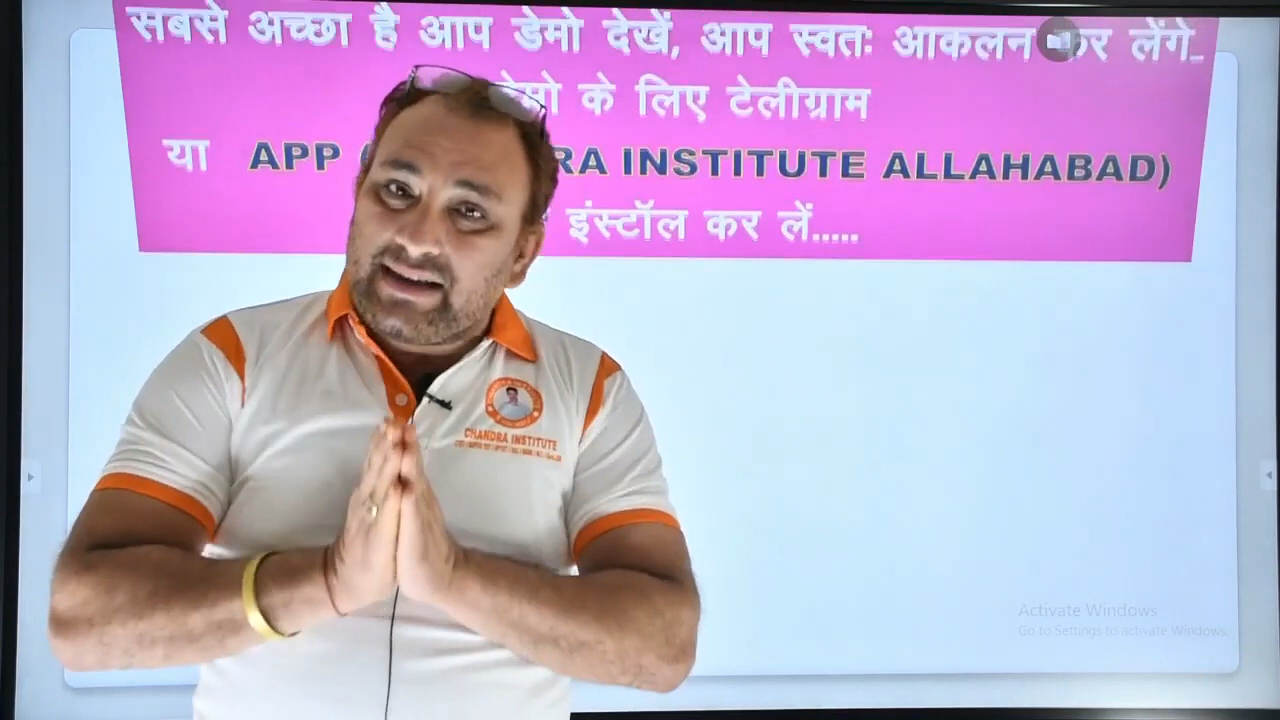 सबसे अच्छा है आप डेमो देखें, आप स्वतः आकलन कर लेंगे..
के लिए टेलीग्राम
या APP INSTITUTE ALLAHABAD)
इंस्टॉल कर लें.....
CHANDRA INSTITUTE
Activate Windows
Go to Settings to activate Windows.